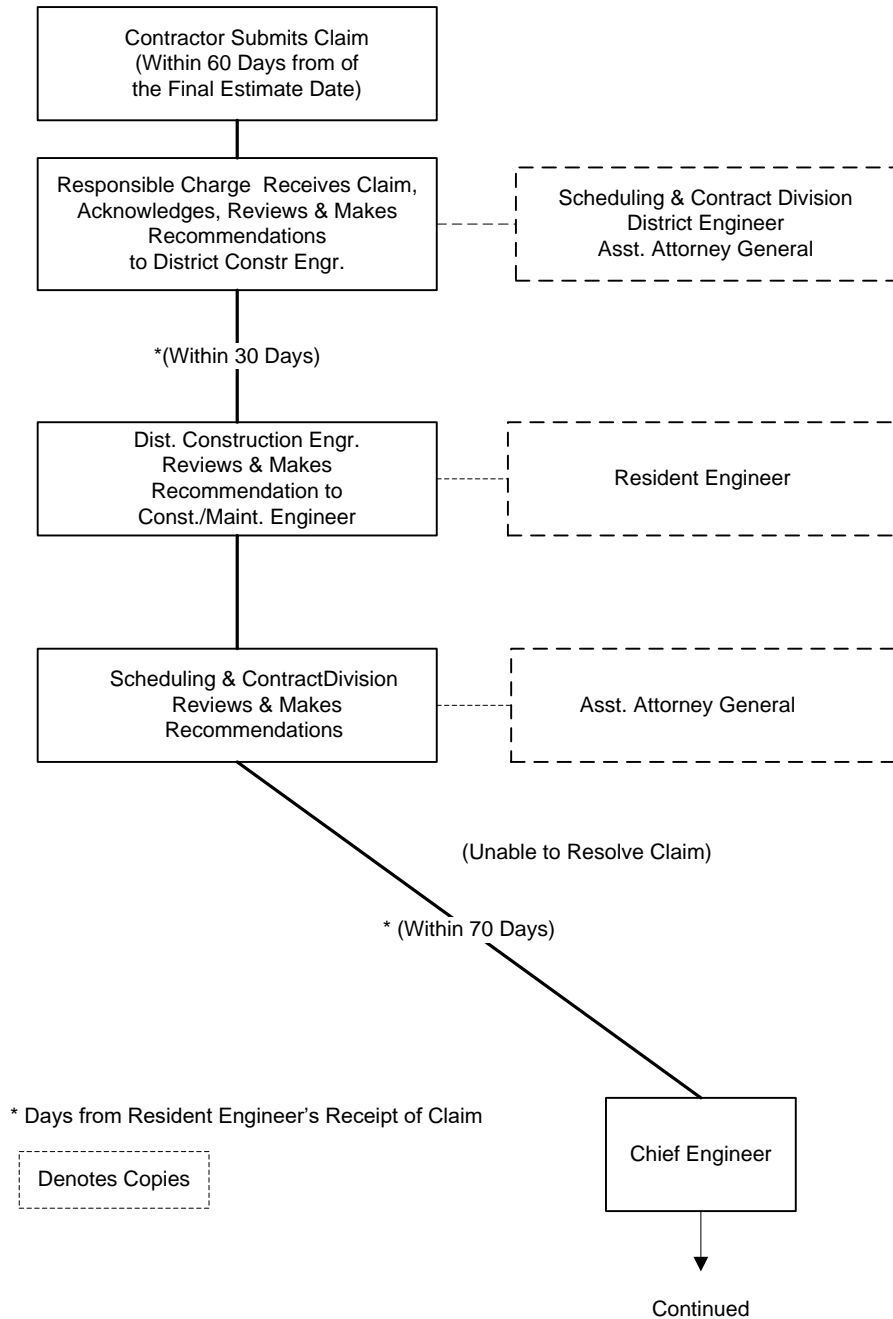 Contractor Submits Claim
(Within 60 Days from of
the Final Estimate Date)
Responsible Charge  Receives Claim,
Acknowledges, Reviews & Makes
Recommendations
to District Constr Engr.
Scheduling & Contract Division
District Engineer
Asst. Attorney General
*(Within 30 Days)
Dist. Construction Engr.
Reviews & Makes
Recommendation to
Const./Maint. Engineer
Resident Engineer
Scheduling & ContractDivision
Reviews & Makes
Recommendations
Asst. Attorney General
(Unable to Resolve Claim)
* (Within 70 Days)
* Days from Resident Engineer’s Receipt of Claim
Denotes Copies
Chief Engineer
Continued